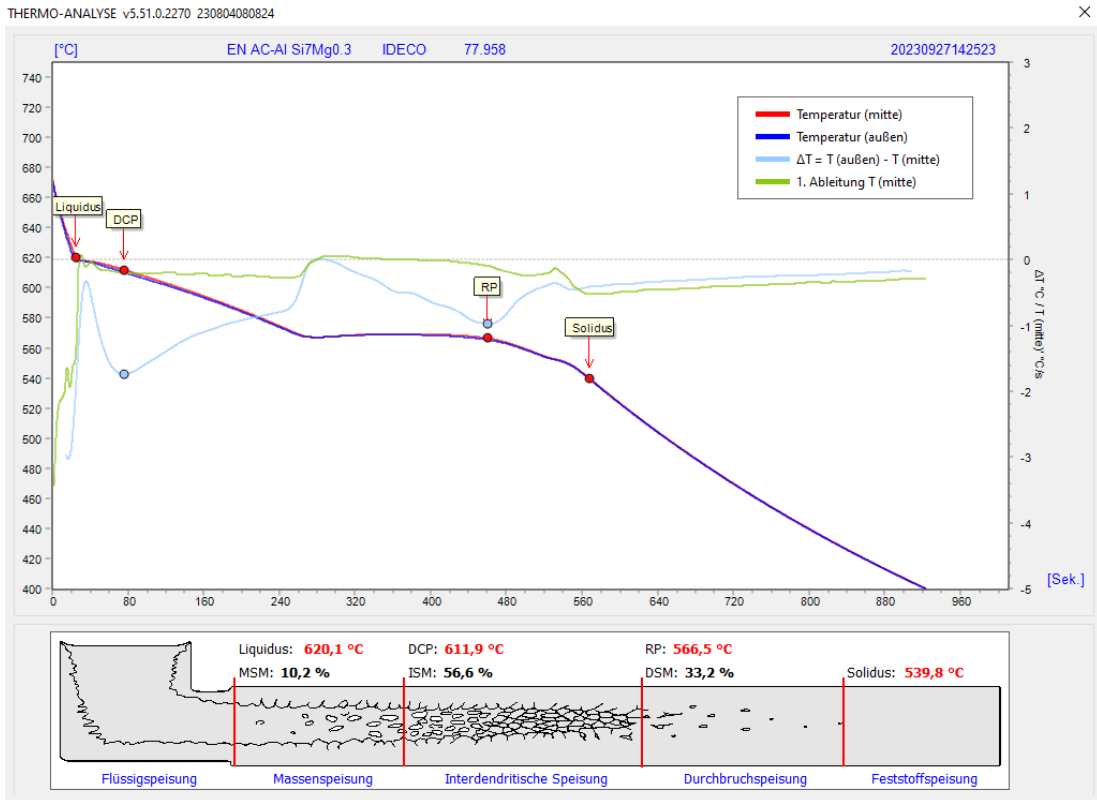 THERMO-ANALYSE v5.51.0.2270 230804080824
[°C] EN AC-Al Si7Mg0.3 IDECO 77.958 20230927142523
Temperatur (mitte)
Temperatur (außen)
ΔT = T (außen) - T (mitte)
1. Ableitung T (mitte)
740
720
700
680
660
640
620
600
580
560
540
520
500
480
460
440
420
400
Liquidus
DCP
RP
Solidus
3
2
1
0
-1
-2
-3
-4
-5
ΔT °C / T (mitte)' °C/s
[Sek.]
0 80 160 240 320 400 480 560 640 720 800 880 960
Liquidus: 620,1 °C DCP: 611,9 °C RP: 566,5 °C
MSM: 10,2 % ISM: 56,6 % DSM: 33,2 % Solidus: 539,8 °C
Flüssigspeisung Massenspeisung Interdendritische Speisung Durchbruchspeisung Feststoffspeisung